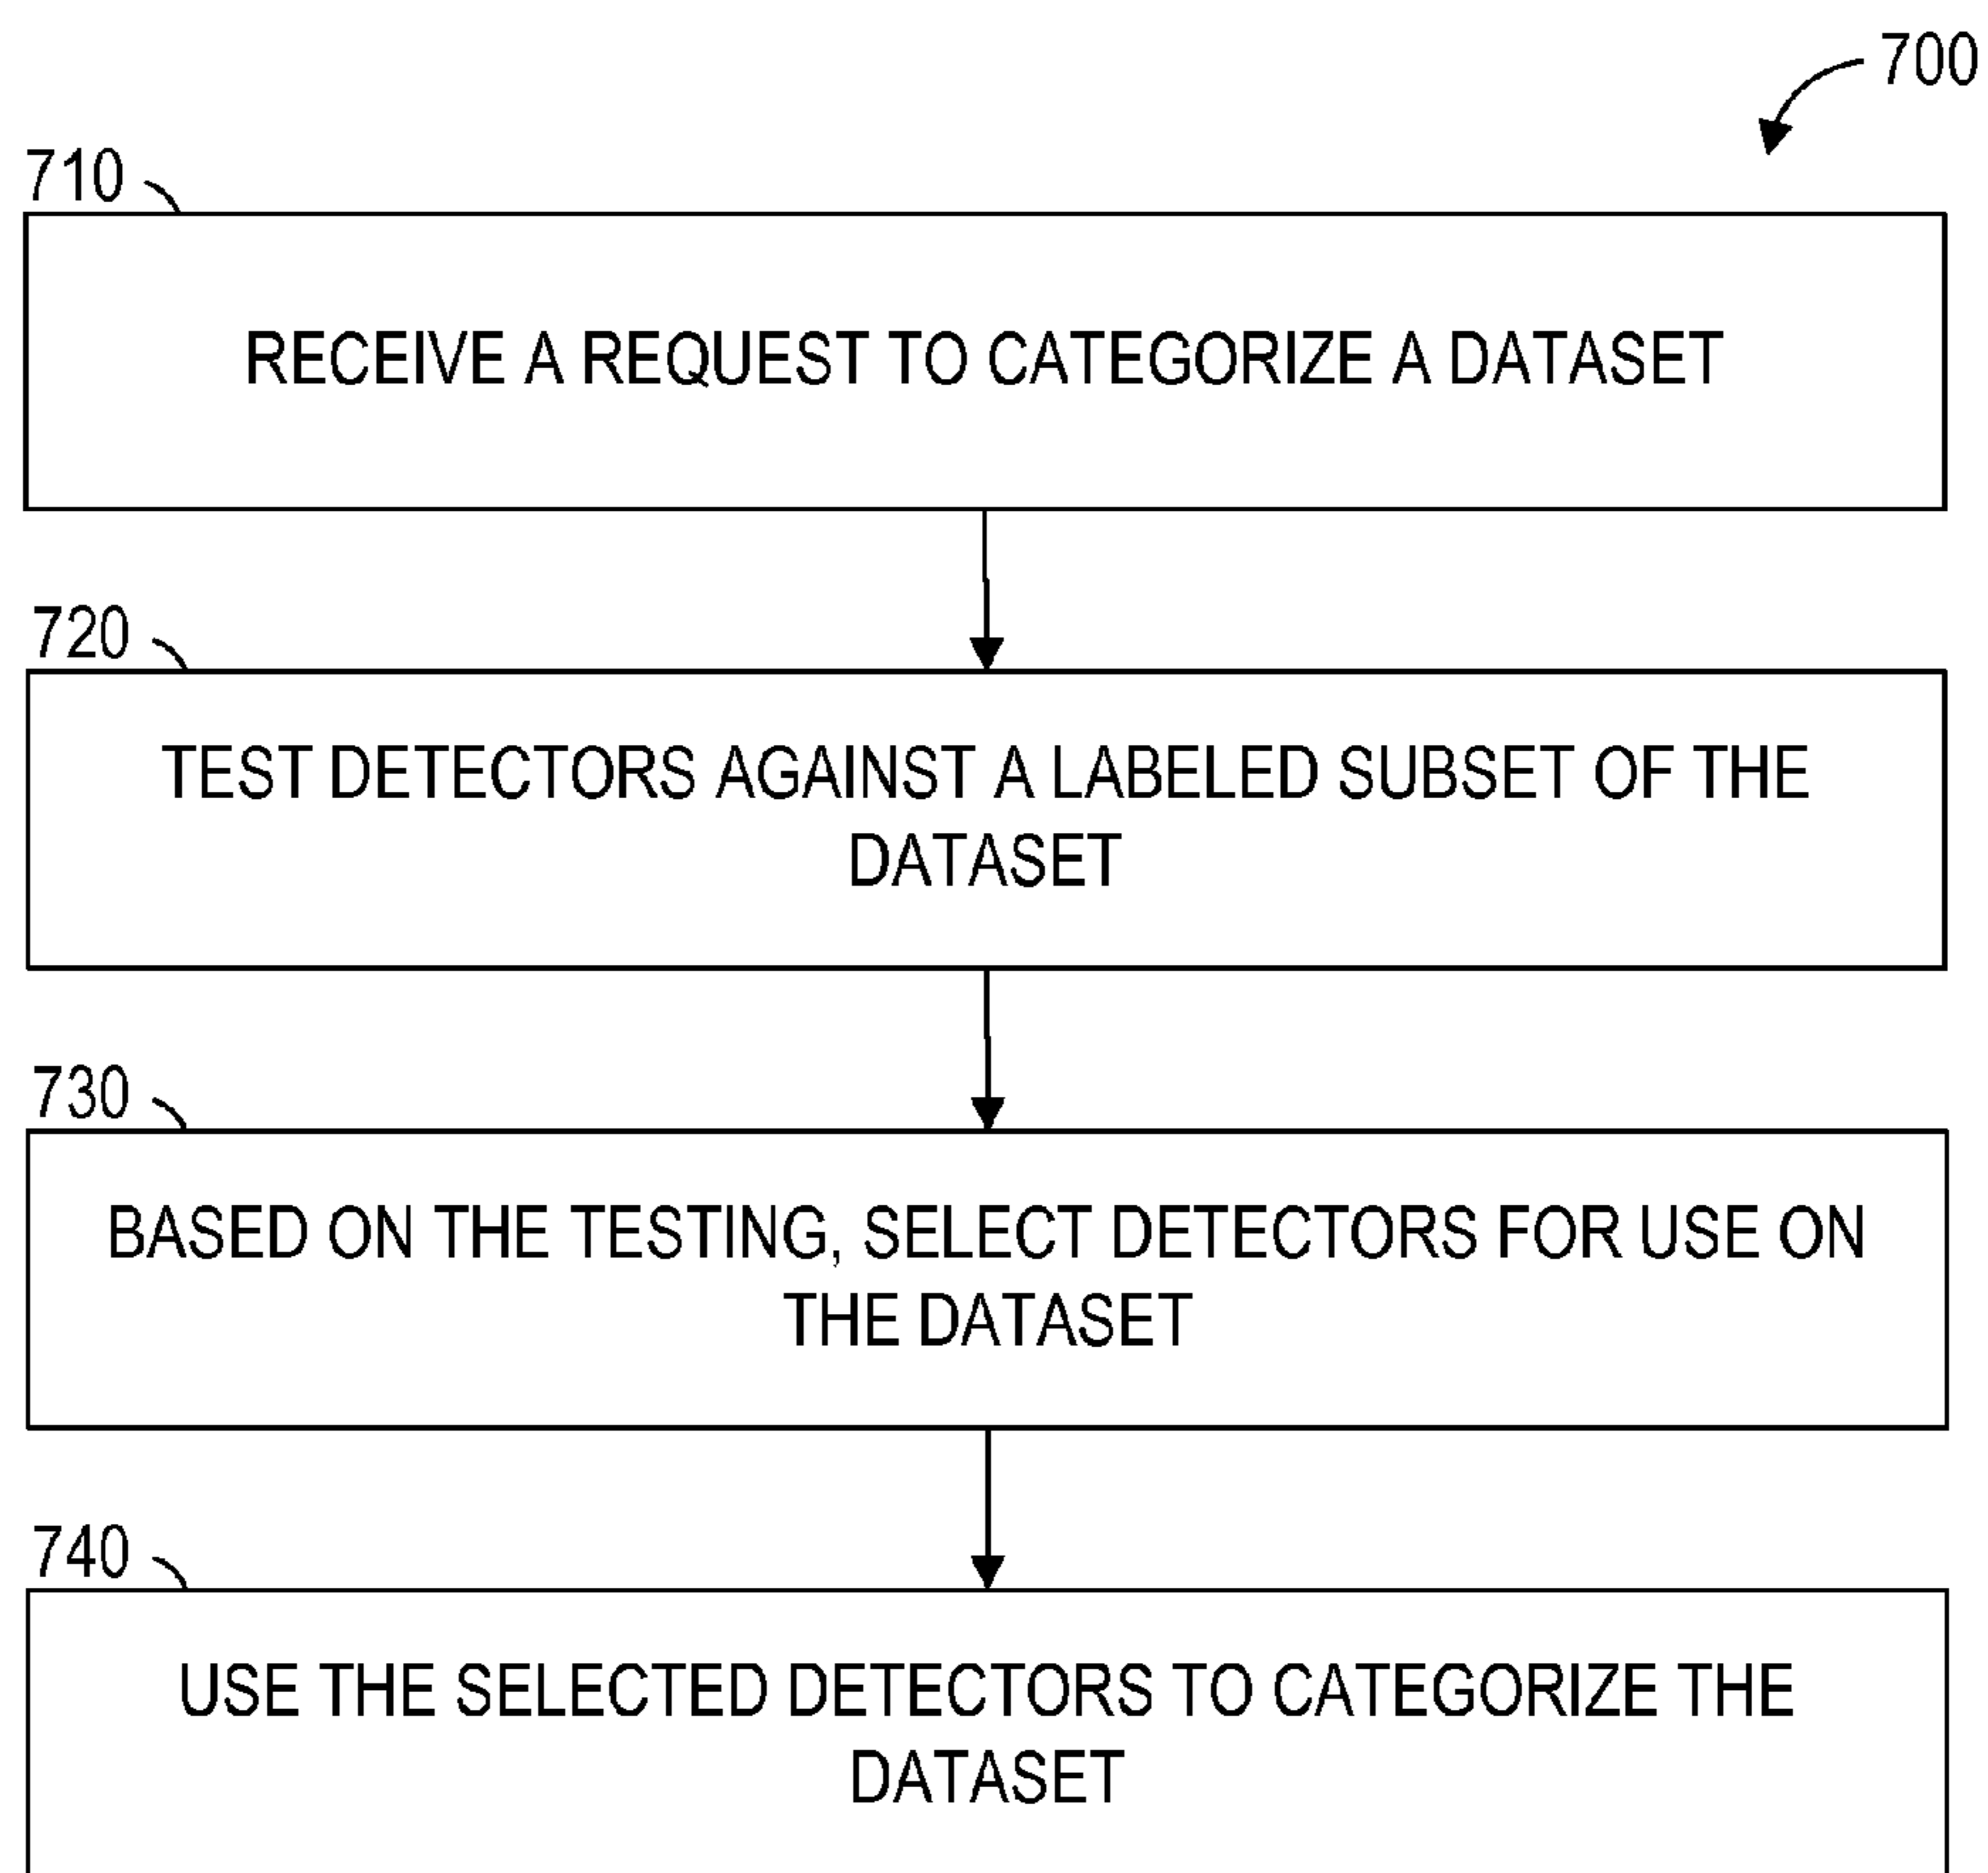 700
710
RECEIVE A REQUEST TO CATEGORIZE A DATASET
720
TEST DETECTORS AGAINST A LABELED SUBSET OF THE
DATASET
730
BASED ON THE TESTING, SELECT DETECTORS FOR USE ON
THE DATASET
740
USE THE SELECTED DETECTORS TO CATEGORIZE THE
DATASET